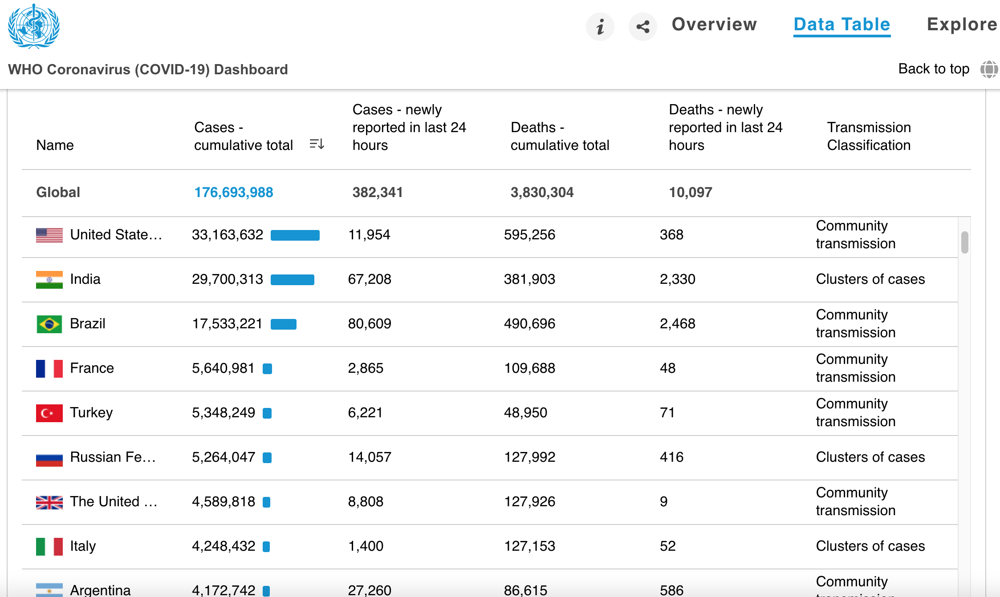 Overview Data Table Explore
WHO Coronavirus (COVID-19) Dashboard
Back to top
Name
Cases -
cumulative total
Cases - newly
reported in last 24
hours
Deaths -
cumulative total
Deaths - newly
reported in last 24
hours
Transmission
Classification
Global 176,693,988 382,341 3,830,304 10,097
United State… 33,163,632 11,954 595,256 368 Community
transmission
India 29,700,313 67,208 381,903 2,330 Clusters of cases
Brazil 17,533,221 80,609 490,696 2,468 Community
transmission
France 5,640,981 2,865 109,688 48 Community
transmission
Turkey 5,348,249 6,221 48,950 71 Community
transmission
Russian Fe… 5,264,047 14,057 127,992 416 Clusters of cases
The United … 4,589,818 8,808 127,926 9 Community
transmission
Italy 4,248,432 1,400 127,153 52 Clusters of cases
Argentina 4,172,742 27,260 86,615 586 Community